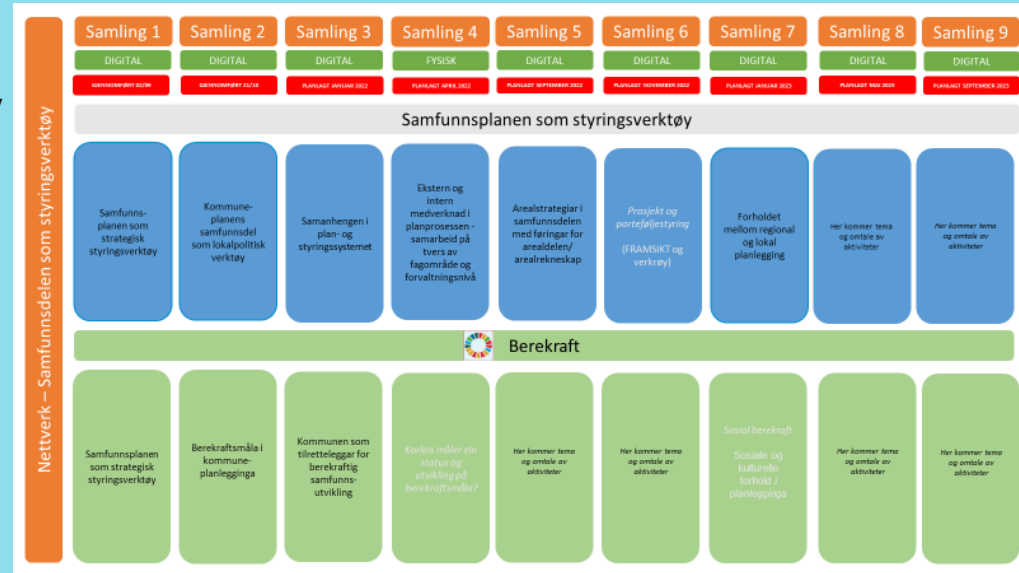 Nettverk – Samfunnsdelen som styringsverktøy
Samling 1
Samling 2
Samling 3
Samling 4
Samling 5
Samling 6
Samling 7
Samling 8
Samling 9
DIGITAL
DIGITAL
DIGITAL
FYSISK
DIGITAL
DIGITAL
DIGITAL
DIGITAL
DIGITAL
GJENNOMFØRT 02/09
GJENNOMFØRT 21/10
PLANLAGT JANUAR 2022
PLANLAGT APRIL 2022
PLANLAGT SEPTEMBER 2022
PLANLAGT NOVEMBER 2022
PLANLAGT JANUAR 2023
PLANLAGT MAI 2023
PLANLAGT SEPTEMBER 2023
Samfunnsplanen som styringsverktøy
Samfunns-
planen som
strategisk
styringsverktøy
Kommune-
planens
samfunnsdel
som lokalpolitisk
verktøy
Samanhengen i
plan- og
styringssystemet
Ekstern og
intern
medverknad i
planprosessen -
samarbeid på
tvers av
fagområde og
forvaltningsnivå
Arealstrategiar i
samfunnsdelen
med føringar for
arealdelen/
arealrekneskap
Prosjekt og
porteføljestyring
(FRAMSIKT og
verkrøy)
Forholdet
mellom regional
og lokal
planlegging
Her kommer tema
og omtale av
aktiviteter
Her kommer tema
og omtale av
aktiviteter
Berekraft
Samfunnsplanen
som strategisk
styringsverktøy
Berekraftsmåla i
kommune-
planlegginga
Kommunen som
tilretteleggar for
berekraftig
samfunns-
utvikling
Korleis måler ein
status og
utvikling på
berekraftsmåla?
Her kommer tema
og omtale av
aktiviteter
Her kommer tema
og omtale av
aktiviteter
Sosial berekraft
Sosiale og
kulturelle
forhold i
planlegginga
Her kommer tema
og omtale av
aktiviteter
Her kommer tema
og omtale av
aktiviteter